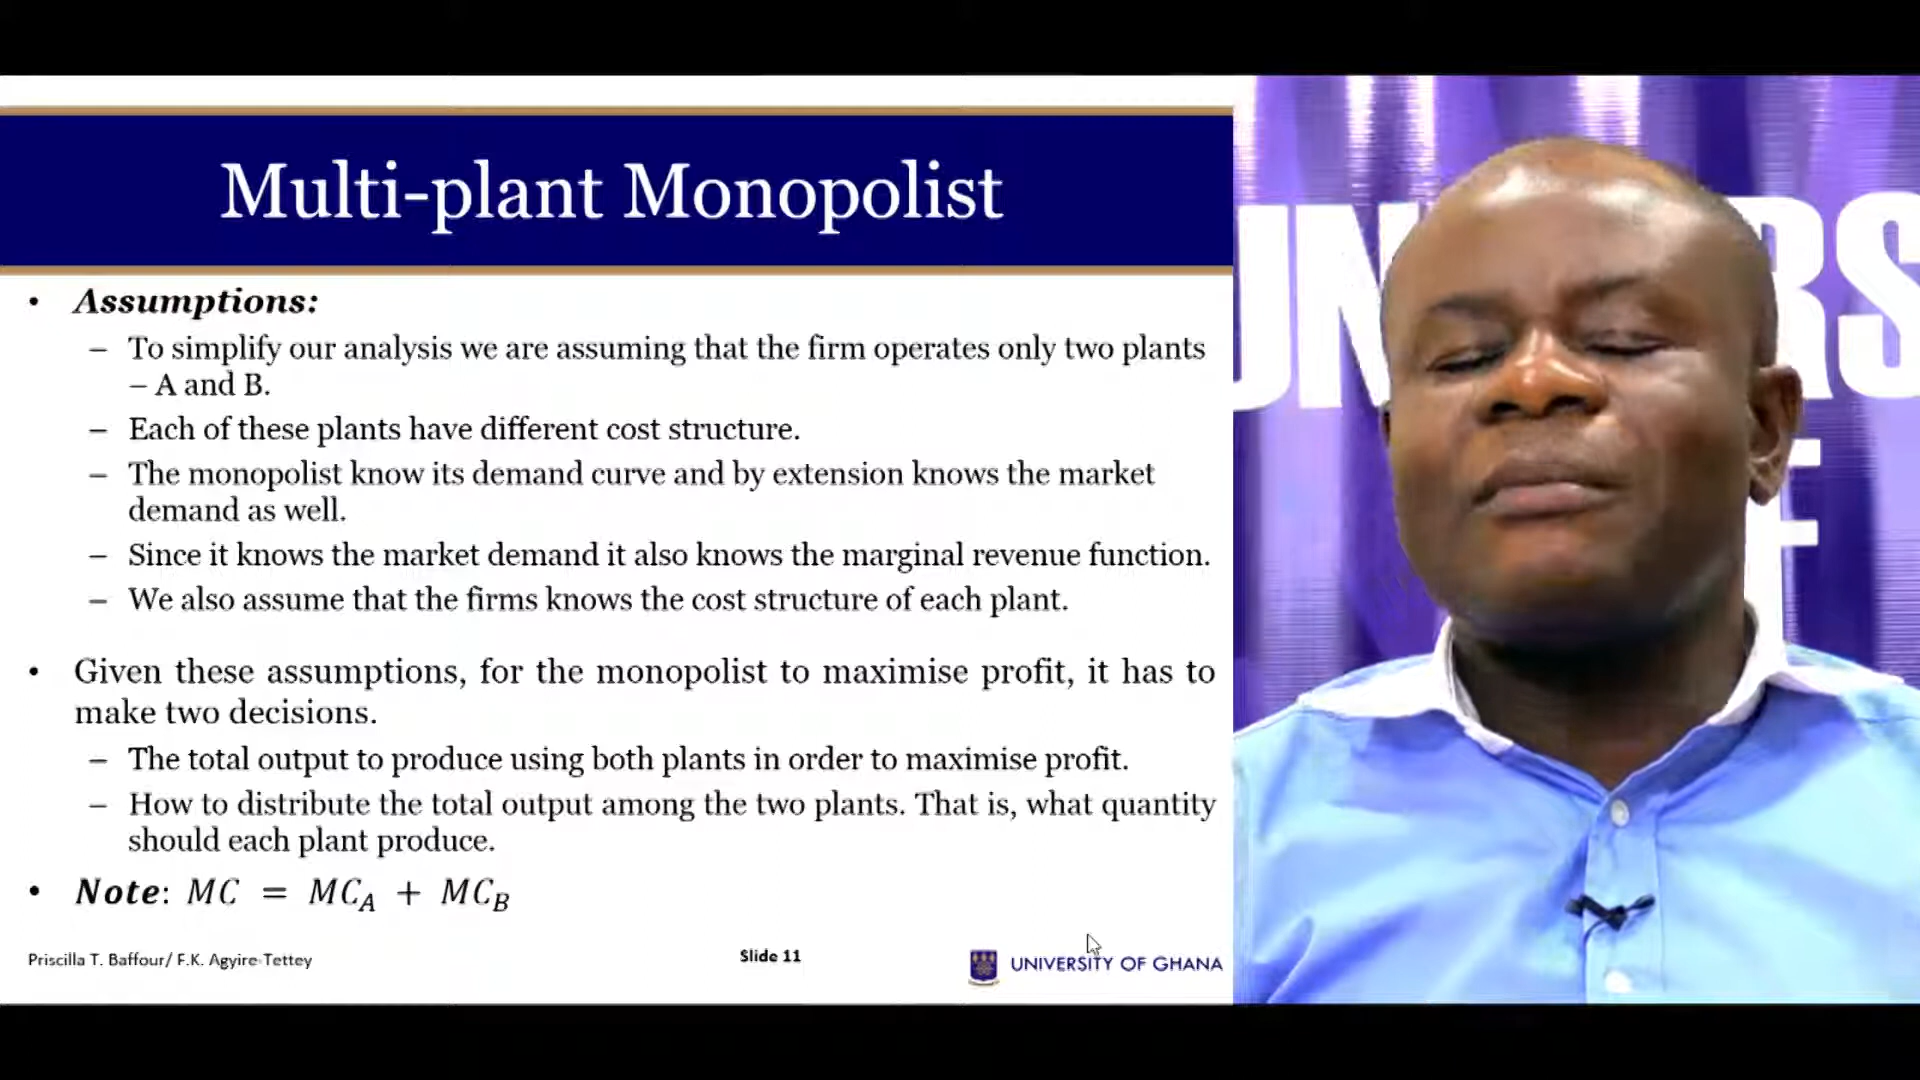 Multi-plant Monopolist
• Assumptions:
– To simplify our analysis we are assuming that the firm operates only two plants
– A and B.
– Each of these plants have different cost structure.
– The monopolist know its demand curve and by extension knows the market
demand as well.
– Since it knows the market demand it also knows the marginal revenue function.
– We also assume that the firms knows the cost structure of each plant.
• Given these assumptions, for the monopolist to maximise profit, it has to
make two decisions.
– The total output to produce using both plants in order to maximise profit.
– How to distribute the total output among the two plants. That is, what quantity
should each plant produce.
• Note: MC = MC_A + MC_B
Priscilla T. Baffour/ F.K. Agyire-Tettey
Slide 11
UNIVERSITY OF GHANA
UN RS
F